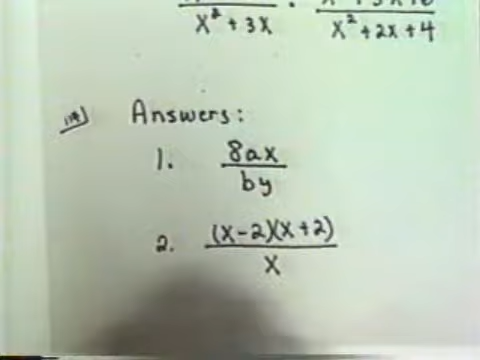 x² + 3x · x² + 2x + 4
Answers:
1. 8ax
by
2. (x-2)(x+2)
x